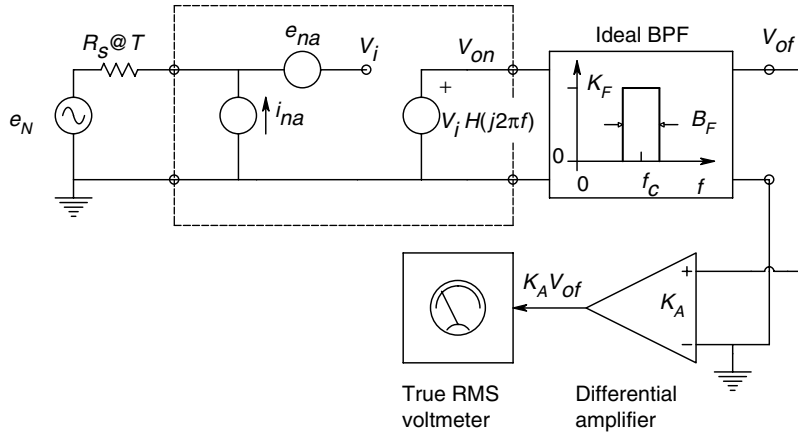 e_na
R_s@T
V_i
V_on
Ideal BPF
V_of
e_N
i_na
+
V_i H(j2πf)
K_F
B_F
0
0
f_c
f
K_A V_of
+
K_A
−
True RMS
voltmeter
Differential
amplifier